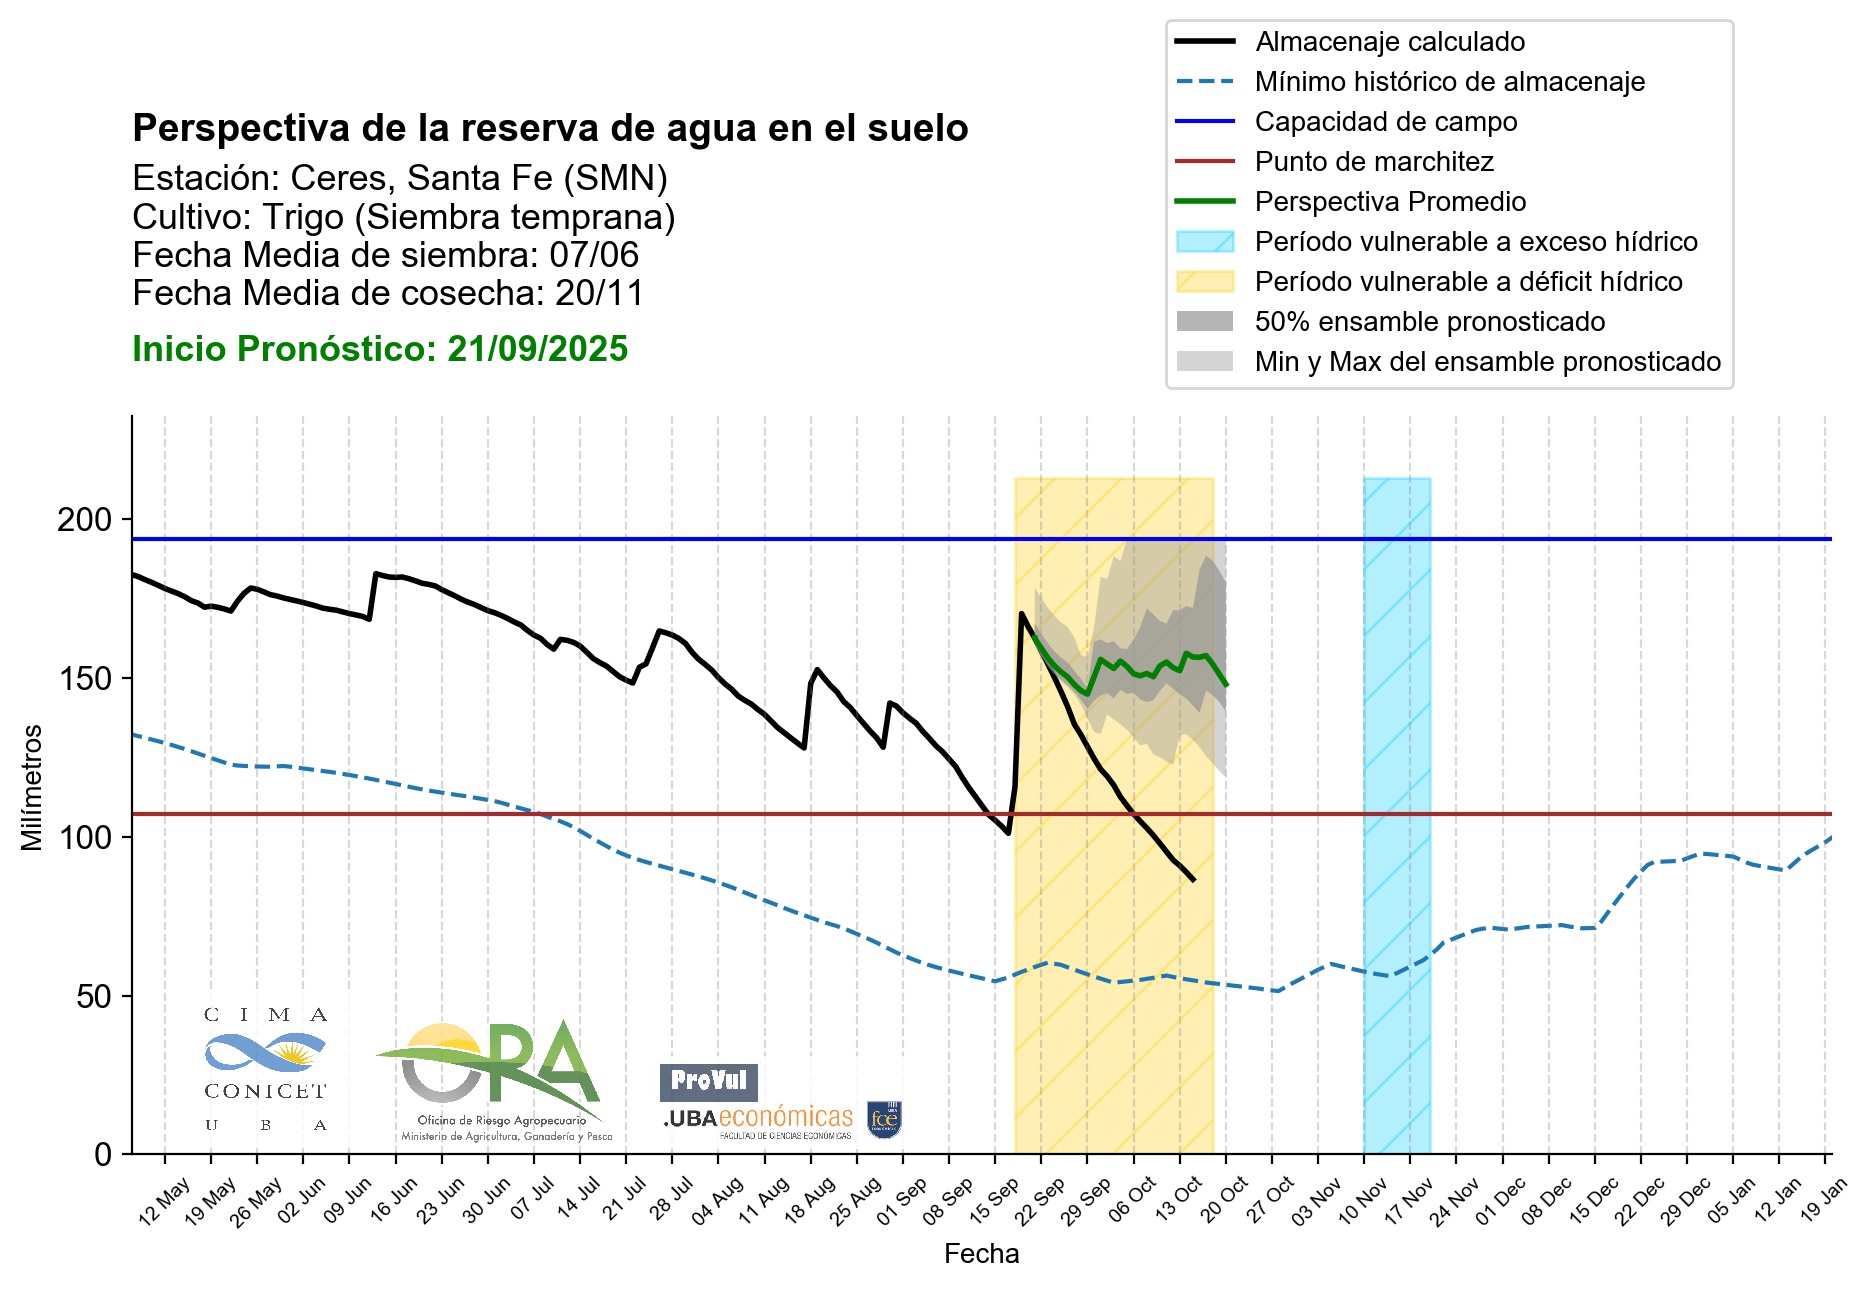 Almacenaje calculado
Mínimo histórico de almacenaje
Capacidad de campo
Punto de marchitez
Perspectiva Promedio
Período vulnerable a exceso hídrico
Período vulnerable a déficit hídrico
50% ensamble pronosticado
Min y Max del ensamble pronosticado
Perspectiva de la reserva de agua en el suelo
Estación: Ceres, Santa Fe (SMN)
Cultivo: Trigo (Siembra temprana)
Fecha Media de siembra: 07/06
Fecha Media de cosecha: 20/11
Inicio Pronóstico: 21/09/2025
Milímetros
200
150
100
50
0
CIMA
CONICET
UBA
ORA
Oficina de Riesgo Agropecuario
Ministerio de Agricultura, Ganadería y Pesca
ProVul
.UBAeconómicas
FACULTAD DE CIENCIAS ECONÓMICAS
fce
12 May
19 May
26 May
02 Jun
09 Jun
16 Jun
23 Jun
30 Jun
07 Jul
14 Jul
21 Jul
28 Jul
04 Aug
11 Aug
18 Aug
25 Aug
01 Sep
08 Sep
15 Sep
22 Sep
29 Sep
06 Oct
13 Oct
20 Oct
27 Oct
03 Nov
10 Nov
17 Nov
24 Nov
01 Dec
08 Dec
15 Dec
22 Dec
29 Dec
05 Jan
12 Jan
19 Jan
Fecha